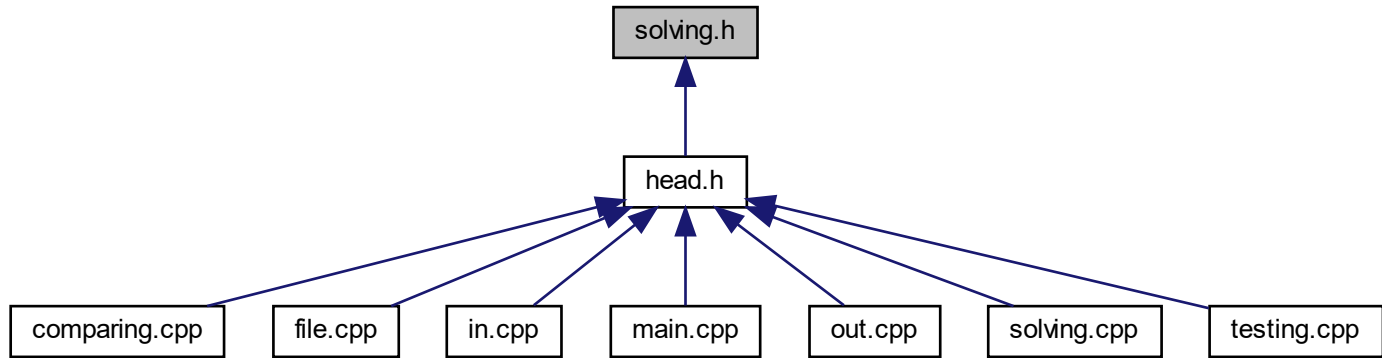 solving.h
head.h
comparing.cpp
file.cpp
in.cpp
main.cpp
out.cpp
solving.cpp
testing.cpp